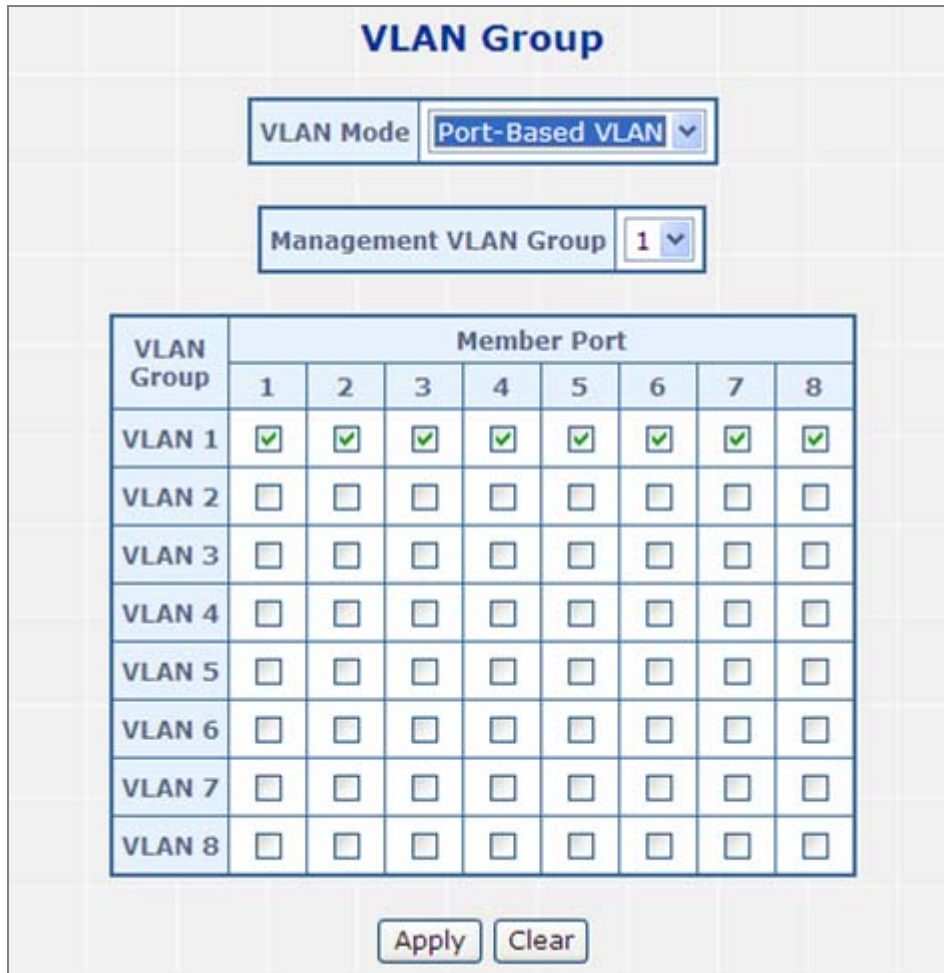 VLAN Group
VLAN Mode Port-Based VLAN
Management VLAN Group 1
VLAN Group Member Port
1 2 3 4 5 6 7 8
VLAN 1
VLAN 2
VLAN 3
VLAN 4
VLAN 5
VLAN 6
VLAN 7
VLAN 8
Apply Clear